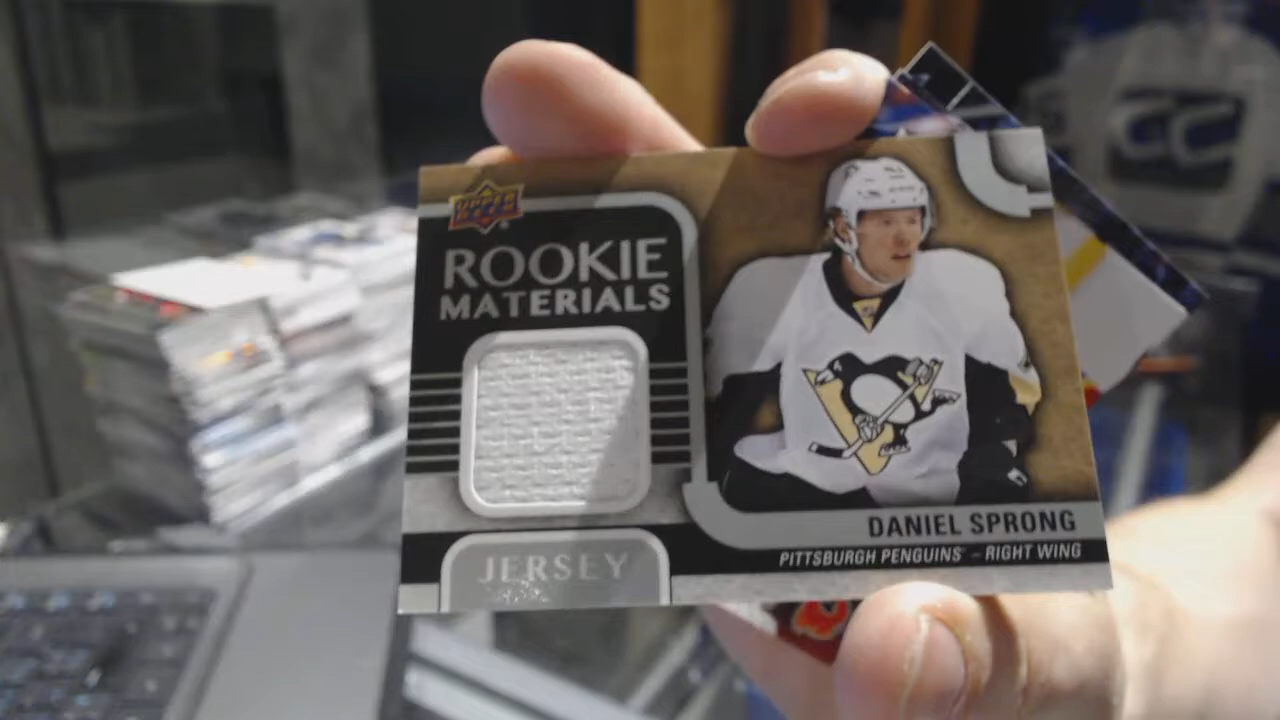 UPPER DECK
ROOKIE
MATERIALS
JERSEY
DANIEL SPRONG
PITTSBURGH PENGUINS - RIGHT WING